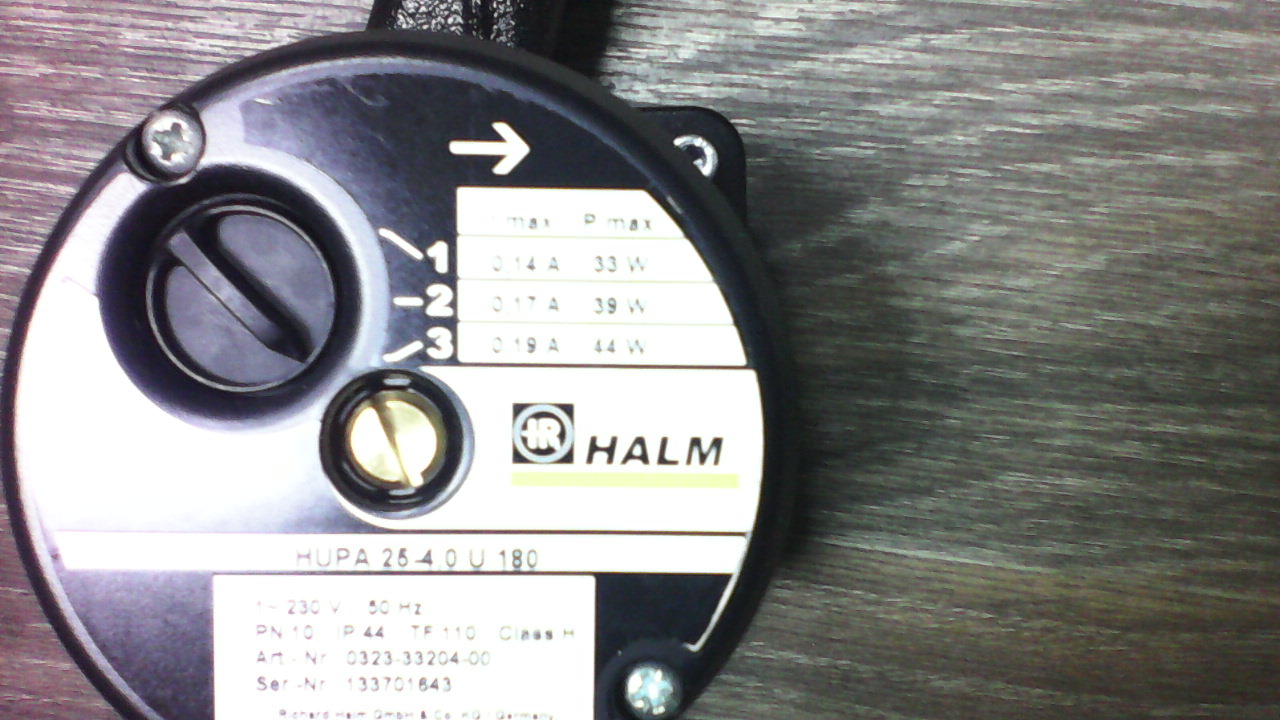 max P max
1 0,14 A 33 W
2 0,17 A 39 W
3 0,19 A 44 W
HALM
HUPA 25-4.0 U 180
1~ 230 V 50 Hz
PN 10 IP 44 TF 110 Class H
Art.-Nr. 0323-33204-00
Ser.-Nr. 133701643
Richard Halm GmbH & Co. KG / Germany